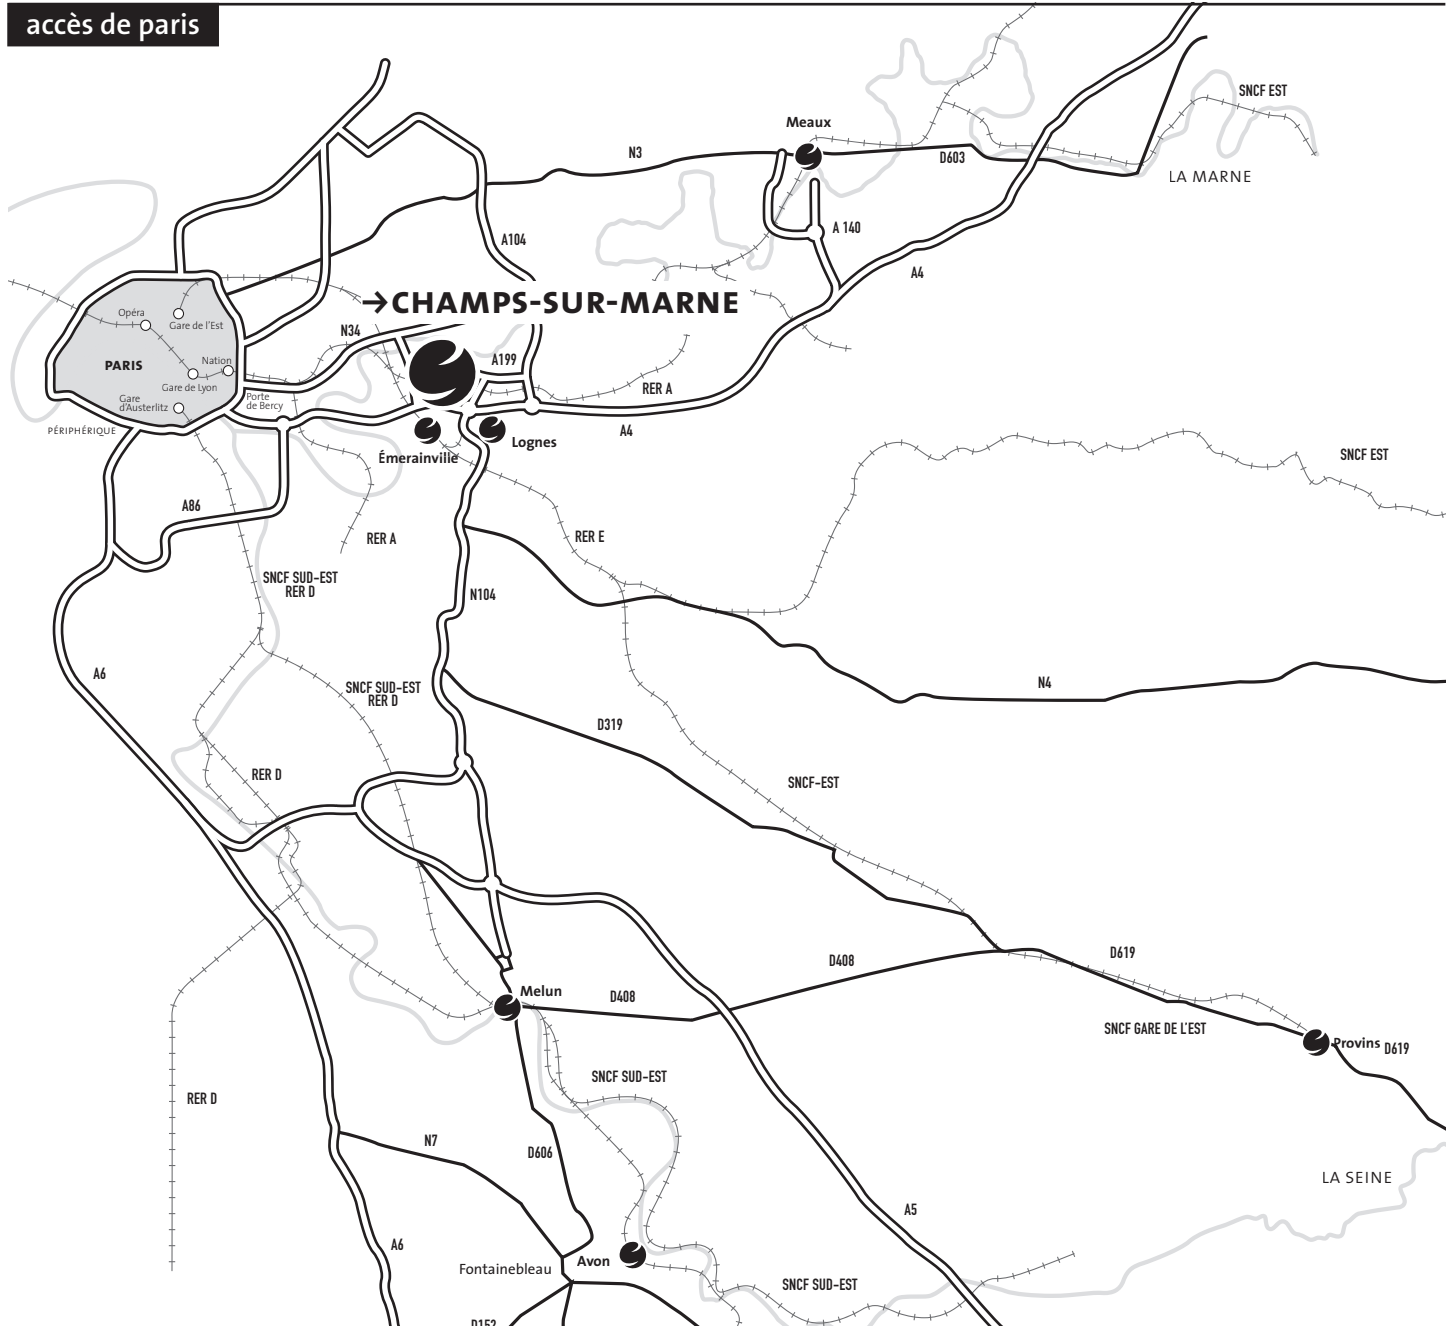 accès de paris
SNCF EST
Meaux
N3
D603
LA MARNE
A104
A 140
A4
→CHAMPS-SUR-MARNE
Opéra
Gare de l'Est
N34
PARIS
Nation
A199
Gare de Lyon
RER A
Gare
d'Austerlitz
Porte
de Bercy
PÉRIPHÉRIQUE
A4
Lognes
Émerainville
SNCF EST
A86
RER A
RER E
SNCF SUD-EST
RER D
N104
A6
SNCF SUD-EST
RER D
N4
D319
RER D
SNCF-EST
D619
D408
Melun
D408
SNCF GARE DE L'EST
Provins
D619
SNCF SUD-EST
RER D
N7
D606
LA SEINE
A5
A6
Avon
Fontainebleau
SNCF SUD-EST
D152